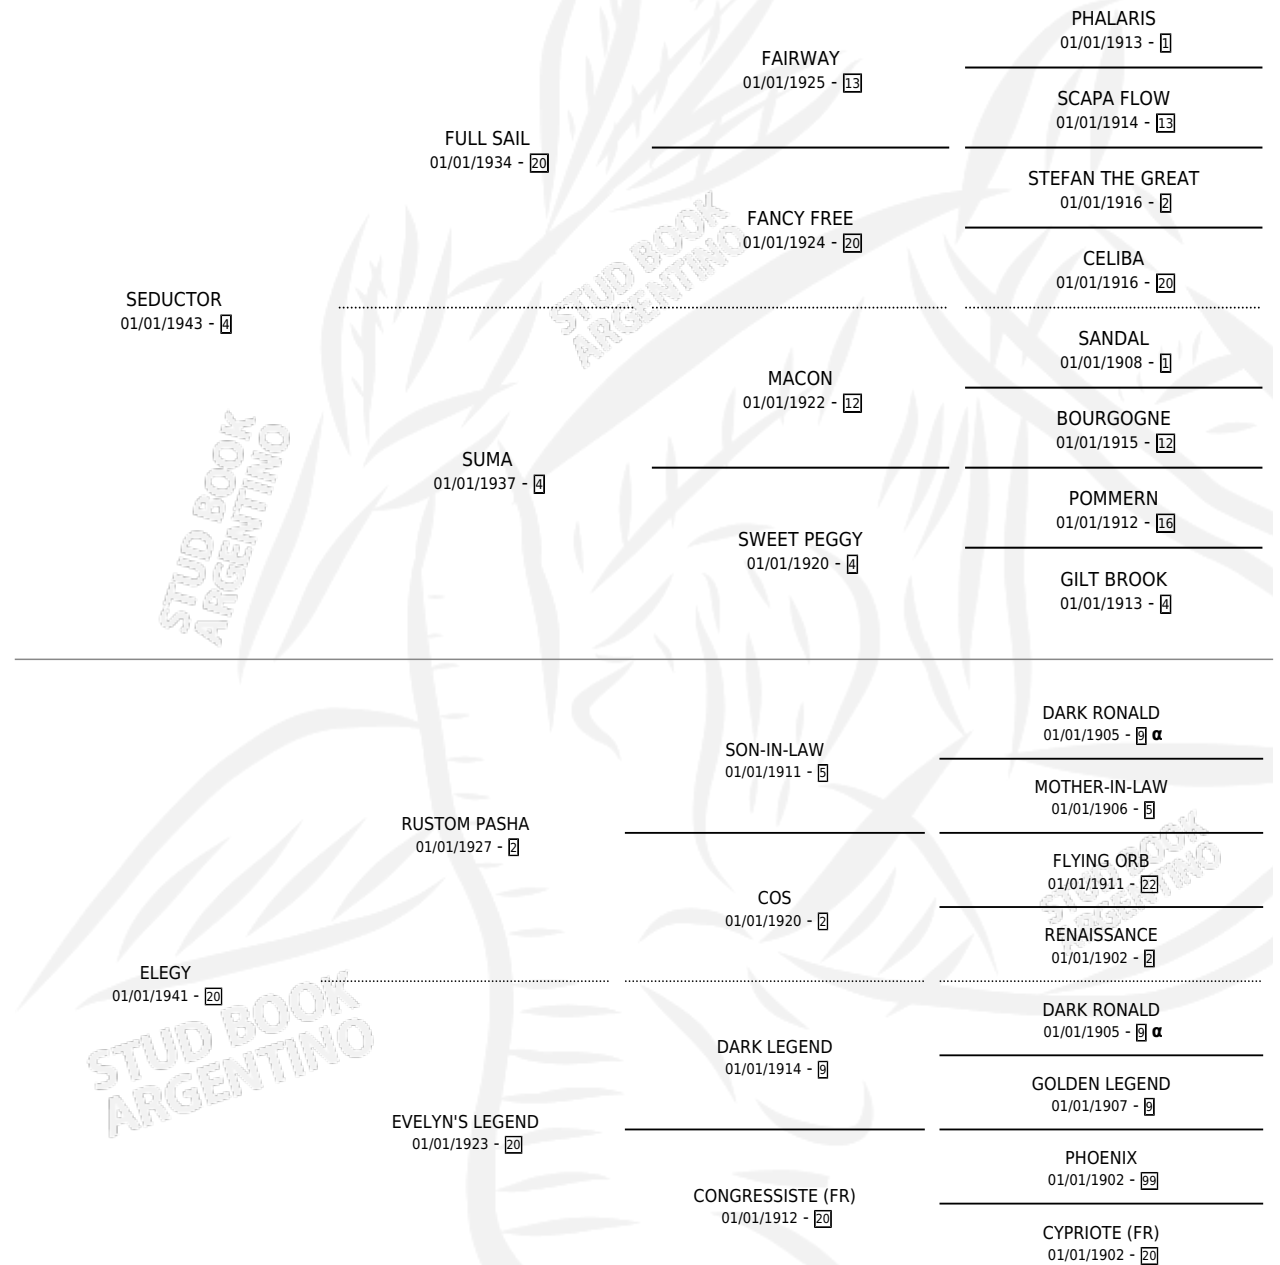 PHALARIS
01/01/1913 - 1
FAIRWAY
01/01/1925 - 13
SCAPA FLOW
01/01/1914 - 13
FULL SAIL
01/01/1934 - 20
STEFAN THE GREAT
01/01/1916 - 2
FANCY FREE
01/01/1924 - 20
CELIBA
01/01/1916 - 20
SEDUCTOR
01/01/1943 - 4
SANDAL
01/01/1908 - 1
MACON
01/01/1922 - 12
BOURGOGNE
01/01/1915 - 12
SUMA
01/01/1937 - 4
POMMERN
01/01/1912 - 16
SWEET PEGGY
01/01/1920 - 4
GILT BROOK
01/01/1913 - 4
DARK RONALD
01/01/1905 - 9 α
SON-IN-LAW
01/01/1911 - 5
MOTHER-IN-LAW
01/01/1906 - 5
RUSTOM PASHA
01/01/1927 - 2
FLYING ORB
01/01/1911 - 22
COS
01/01/1920 - 2
RENAISSANCE
01/01/1902 - 2
ELEGY
01/01/1941 - 20
DARK RONALD
01/01/1905 - 9 α
DARK LEGEND
01/01/1914 - 9
GOLDEN LEGEND
01/01/1907 - 9
EVELYN'S LEGEND
01/01/1923 - 20
PHOENIX
01/01/1902 - 99
CONGRESSISTE (FR)
01/01/1912 - 20
CYPRIOTE (FR)
01/01/1902 - 20
STUD BOOK
ARGENTINO
STUD BOOK
ARGENTINO
STUD BOOK
ARGENTINO
STUD BOOK
ARGENTINO